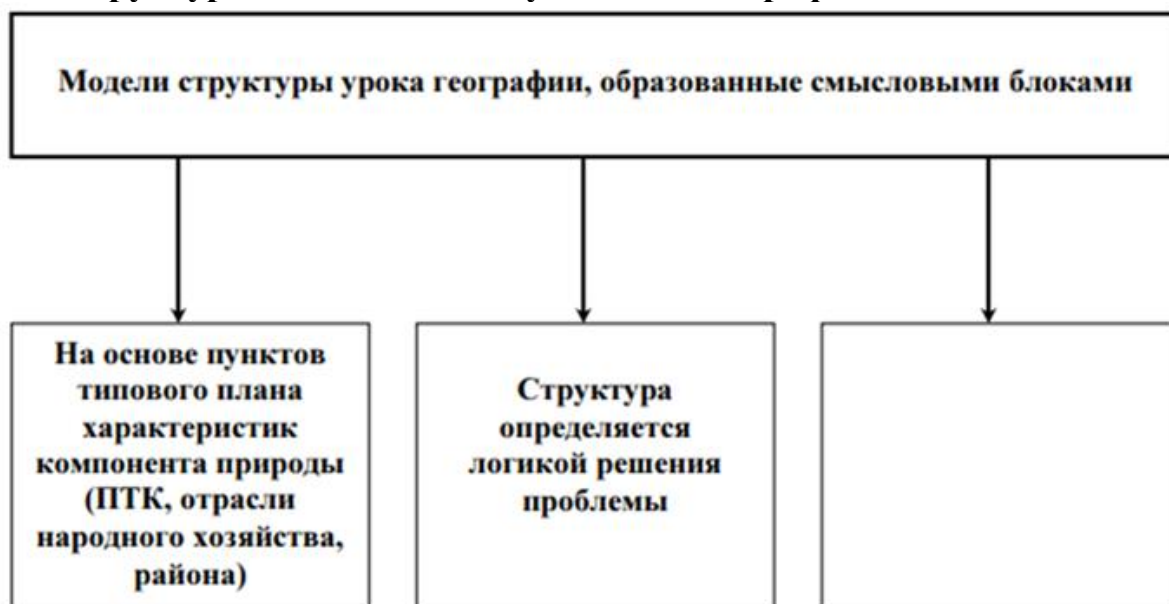 Модели структуры урока географии, образованные смысловыми блоками
На основе пунктов
типового плана
характеристик
компонента природы
(ПТК, отрасли
народного хозяйства,
района)
Структура
определяется
логикой решения
проблемы